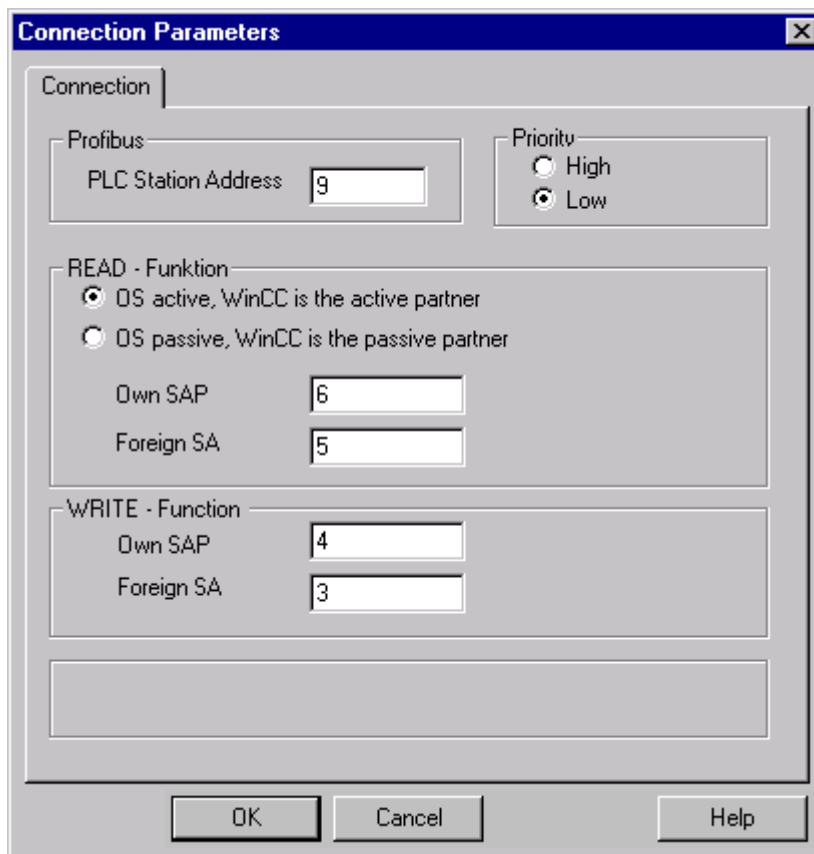 Connection Parameters
Connection
Profibus
PLC Station Address 9
Priority
High
Low
READ - Funktion
OS active, WinCC is the active partner
OS passive, WinCC is the passive partner
Own SAP 6
Foreign SA 5
WRITE - Function
Own SAP 4
Foreign SA 3
OK Cancel Help